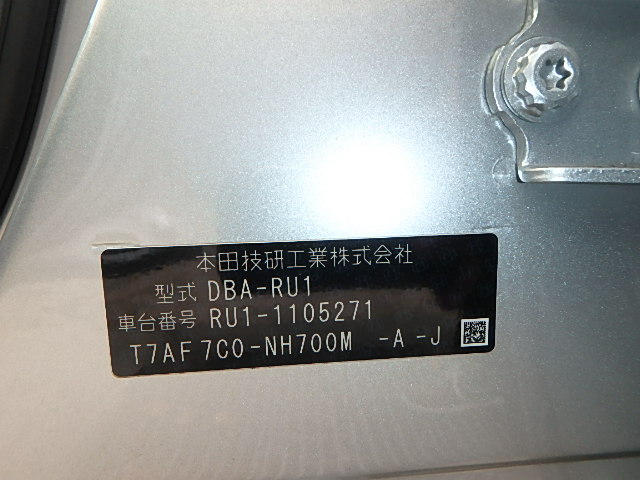 本田技研工業株式会社
型式 DBA-RU1
車台番号 RU1-1105271
T7AF7C0-NH700M -A-J